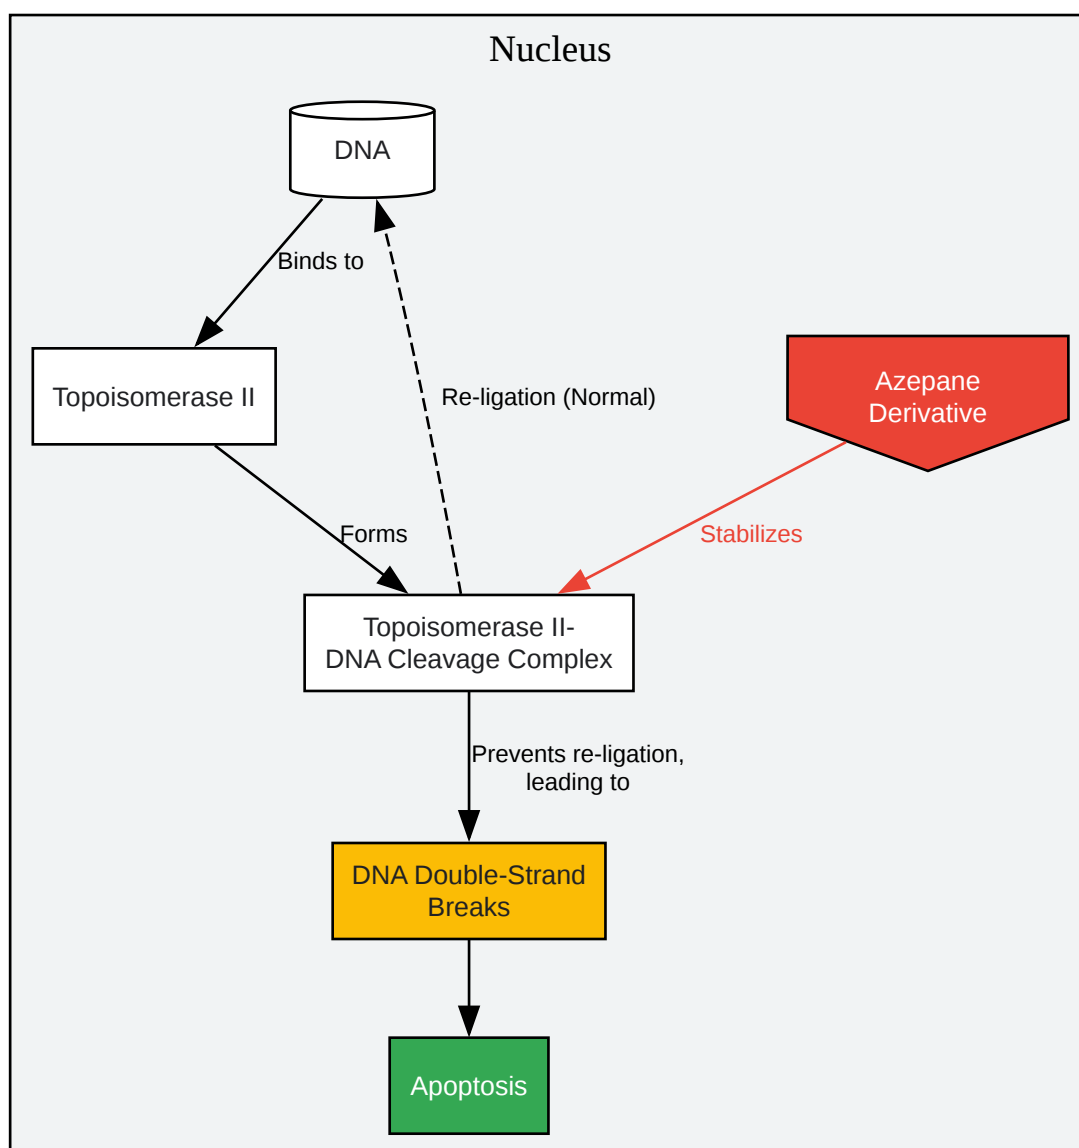 Nucleus
DNA
Binds to
Topoisomerase II
Re-ligation (Normal)
Azepane
Derivative
Forms
Stabilizes
Topoisomerase II-
DNA Cleavage Complex
Prevents re-ligation,
leading to
DNA Double-Strand
Breaks
Apoptosis